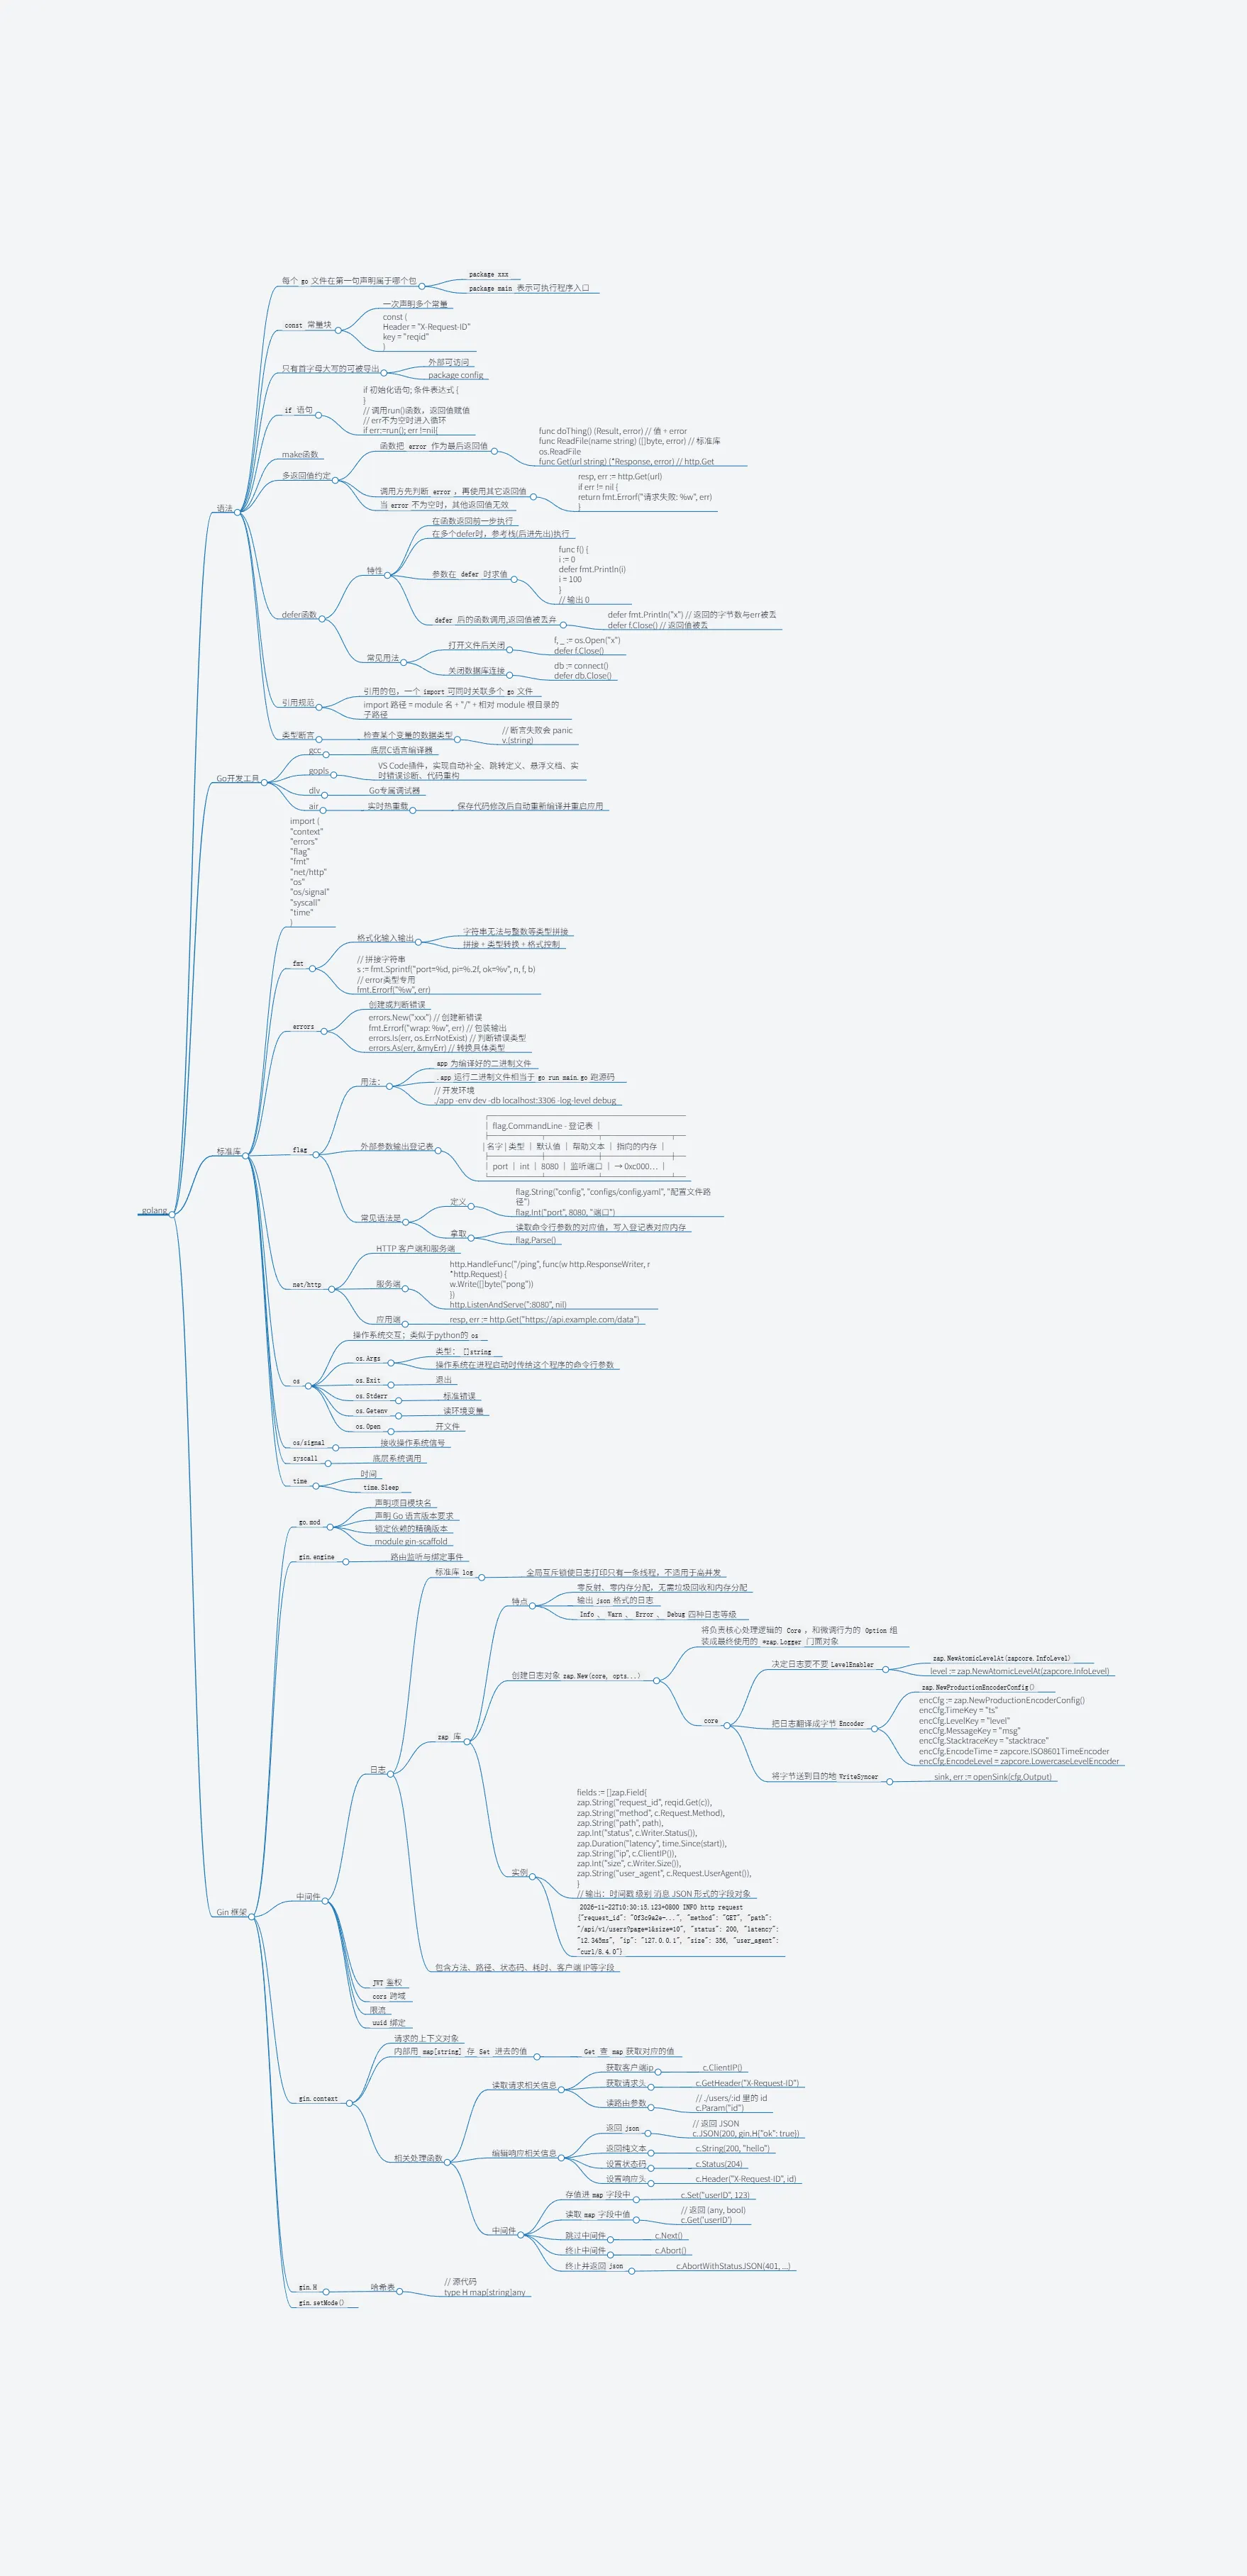 golang
语法
每个 go 文件在第一句声明属于哪个包
package xxx
package main 表示可执行程序入口
const 常量块
一次声明多个常量
const (
Header = "X-Request-ID"
key = "reqid"
)
只有首字母大写的可被导出
外部可访问
package config
if 语句
if 初始化语句; 条件表达式 {
}
// 调用run()函数，返回值赋值
// err不为空时进入循环
if err:=run(); err !=nil{
make函数
多返回值约定
函数把 error 作为最后返回值
func doThing() (Result, error) // 值 + error
func ReadFile(name string) ([]byte, error) // 标准库
os.ReadFile
func Get(url string) (*Response, error) // http.Get
调用方先判断 error ，再使用其它返回值
resp, err := http.Get(url)
if err != nil {
return fmt.Errorf("请求失败: %w", err)
}
当 error 不为空时，其他返回值无效
defer函数
特性
在函数返回前一步执行
在多个defer时，参考栈(后进先出)执行
参数在 defer 时求值
func f() {
i := 0
defer fmt.Println(i)
i = 100
}
// 输出 0
defer 后的函数调用,返回值被丢弃
defer fmt.Println("x") // 返回的字节数与err被丢
defer f.Close() // 返回值被丢
常见用法
打开文件后关闭
f, _ := os.Open("x")
defer f.Close()
关闭数据库连接
db := connect()
defer db.Close()
引用规范
引用的包，一个 import 可同时关联多个 go 文件
import 路径 = module 名 + "/" + 相对 module 根目录的
子路径
类型断言
检查某个变量的数据类型
// 断言失败会 panic
v.(string)
Go开发工具
gcc
底层C语言编译器
gopls
VS Code插件，实现自动补全、跳转定义、悬浮文档、实
时错误诊断、代码重构
dlv
Go专属调试器
air
实时热重载
保存代码修改后自动重新编译并重启应用
标准库
import (
"context"
"errors"
"flag"
"fmt"
"net/http"
"os"
"os/signal"
"syscall"
"time"
)
fmt
格式化输入输出
字符串无法与整数等类型拼接
拼接 + 类型转换 + 格式控制
// 拼接字符串
s := fmt.Sprintf("port=%d, pi=%.2f, ok=%v", n, f, b)
// error类型专用
fmt.Errorf("%w", err)
errors
创建或判断错误
errors.New("xxx") // 创建新错误
fmt.Errorf("wrap: %w", err) // 包装输出
errors.Is(err, os.ErrNotExist) // 判断错误类型
errors.As(err, &myErr) // 转换具体类型
flag
用法：
app 为编译好的二进制文件
.app 运行二进制文件相当于 go run main.go 跑源码
// 开发环境
./app -env dev -db localhost:3306 -log-level debug
外部参数输出登记表
│ flag.CommandLine - 登记表 │
│ 名字 │ 类型 │ 默认值 │ 帮助文本 │ 指向的内存 │
│ port │ int │ 8080 │ 监听端口 │ → 0xc000... │
常见语法是
定义
flag.String("config", "configs/config.yaml", "配置文件路
径")
flag.Int("port", 8080, "端口")
拿取
读取命令行参数的对应值，写入登记表对应内存
flag.Parse()
net/http
HTTP 客户端和服务端
服务端
http.HandleFunc("/ping", func(w http.ResponseWriter, r
*http.Request) {
w.Write([]byte("pong"))
})
http.ListenAndServe(":8080", nil)
应用端
resp, err := http.Get("https://api.example.com/data")
os
操作系统交互；类似于python的 os
os.Args
类型： []string
操作系统在进程启动时传给这个程序的命令行参数
os.Exit
退出
os.Stderr
标准错误
os.Getenv
读环境变量
os.Open
开文件
os/signal
接收操作系统信号
syscall
底层系统调用
time
时间
time.Sleep
Gin 框架
go.mod
声明项目模块名
声明 Go 语言版本要求
锁定依赖的精确版本
module gin-scaffold
gin.engine
路由监听与绑定事件
中间件
日志
标准库 log
全局互斥锁使日志打印只有一条线程，不适用于高并发
zap 库
特点
零反射、零内存分配，无需垃圾回收和内存分配
输出 json 格式的日志
Info 、 Warn 、 Error 、 Debug 四种日志等级
创建日志对象 zap.New(core, opts...)
将负责核心处理逻辑的 Core ，和微调行为的 Option 组
装成最终使用的 *zap.Logger 门面对象
core
决定日志要不要 LevelEnabler
zap.NewAtomicLevelAt(zapcore.InfoLevel)
level := zap.NewAtomicLevelAt(zapcore.InfoLevel)
把日志翻译成字节 Encoder
zap.NewProductionEncoderConfig()
encCfg := zap.NewProductionEncoderConfig()
encCfg.TimeKey = "ts"
encCfg.LevelKey = "level"
encCfg.MessageKey = "msg"
encCfg.StacktraceKey = "stacktrace"
encCfg.EncodeTime = zapcore.ISO8601TimeEncoder
encCfg.EncodeLevel = zapcore.LowercaseLevelEncoder
将字节送到目的地 WriteSyncer
sink, err := openSink(cfg.Output)
实例
fields := []zap.Field{
zap.String("request_id", reqid.Get(c)),
zap.String("method", c.Request.Method),
zap.String("path", path),
zap.Int("status", c.Writer.Status()),
zap.Duration("latency", time.Since(start)),
zap.String("ip", c.ClientIP()),
zap.Int("size", c.Writer.Size()),
zap.String("user_agent", c.Request.UserAgent()),
}
// 输出：时间戳 级别 消息 JSON 形式的字段对象
2026-11-22T10:30:15.123+0800 INFO http request
{"request_id": "0f3c9a2e-...", "method": "GET", "path":
"/api/v1/users?page=1&size=10", "status": 200, "latency":
"12.345ms", "ip": "127.0.0.1", "size": 356, "user_agent":
"curl/8.4.0"}
包含方法、路径、状态码、耗时、客户端 IP等字段
JWT 鉴权
cors 跨域
限流
uuid 绑定
gin.context
请求的上下文对象
内部用 map[string] 存 Set 进去的值
Get 查 map 获取对应的值
相关处理函数
读取请求相关信息
获取客户端ip
c.ClientIP()
获取请求头
c.GetHeader("X-Request-ID")
读路由参数
// ./users/:id 里的 id
c.Param("id")
编辑响应相关信息
返回 json
// 返回 JSON
c.JSON(200, gin.H{"ok": true})
返回纯文本
c.String(200, "hello")
设置状态码
c.Status(204)
设置响应头
c.Header("X-Request-ID", id)
中间件
存值进 map 字段中
c.Set("userID", 123)
读取 map 字段中值
// 返回 (any, bool)
c.Get('userID')
跳过中间件
c.Next()
终止中间件
c.Abort()
终止并返回 json
c.AbortWithStatusJSON(401, ...)
gin.H
哈希表
// 源代码
type H map[string]any
gin.setMode()